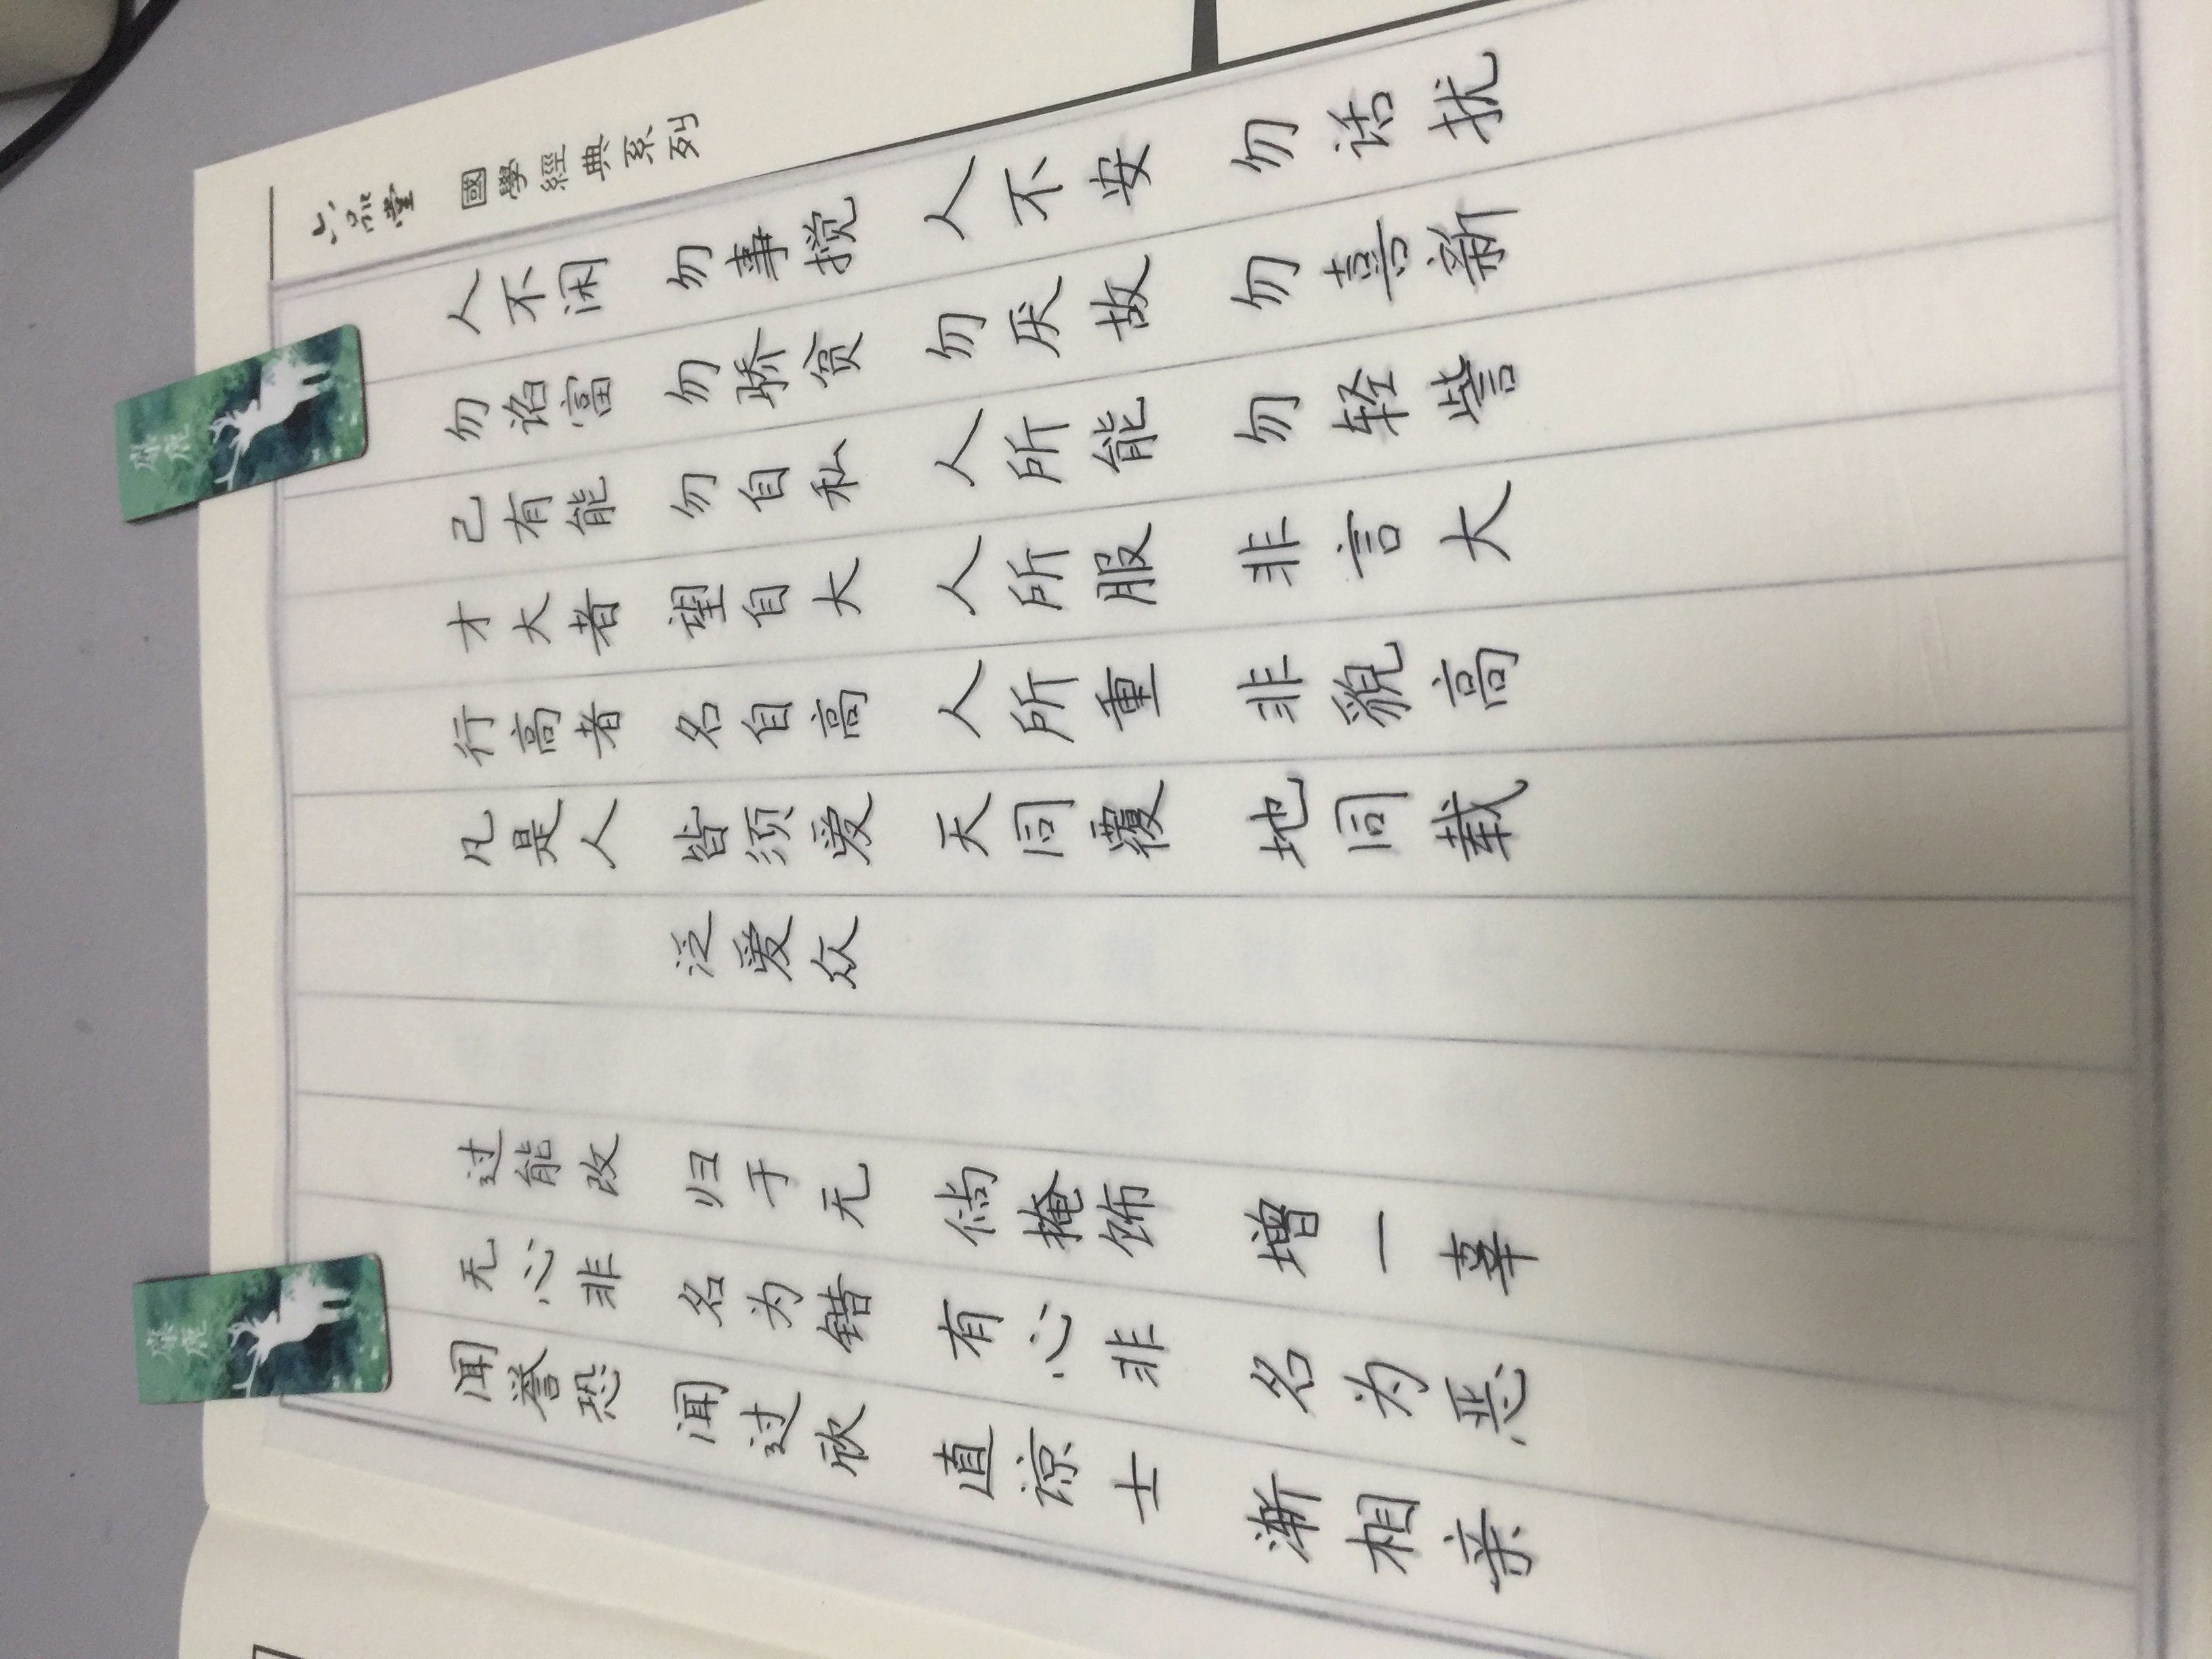 六品堂 國學經典系列
人不闲 勿事搅 人不安 勿话扰
勿谄富 勿骄贫 勿厌故 勿喜新
己有能 勿自私 人所能 勿轻訾
才大者 望自大 人所服 非言大
行高者 名自高 人所重 非貌高
凡是人 皆须爱 天同覆 地同载
泛爱众
过能改 归于无 倘掩饰 增一辜
无心非 名为错 有心非 名为恶
闻誉恐 闻过欣 直谅士 渐相亲
麋鹿
麋鹿